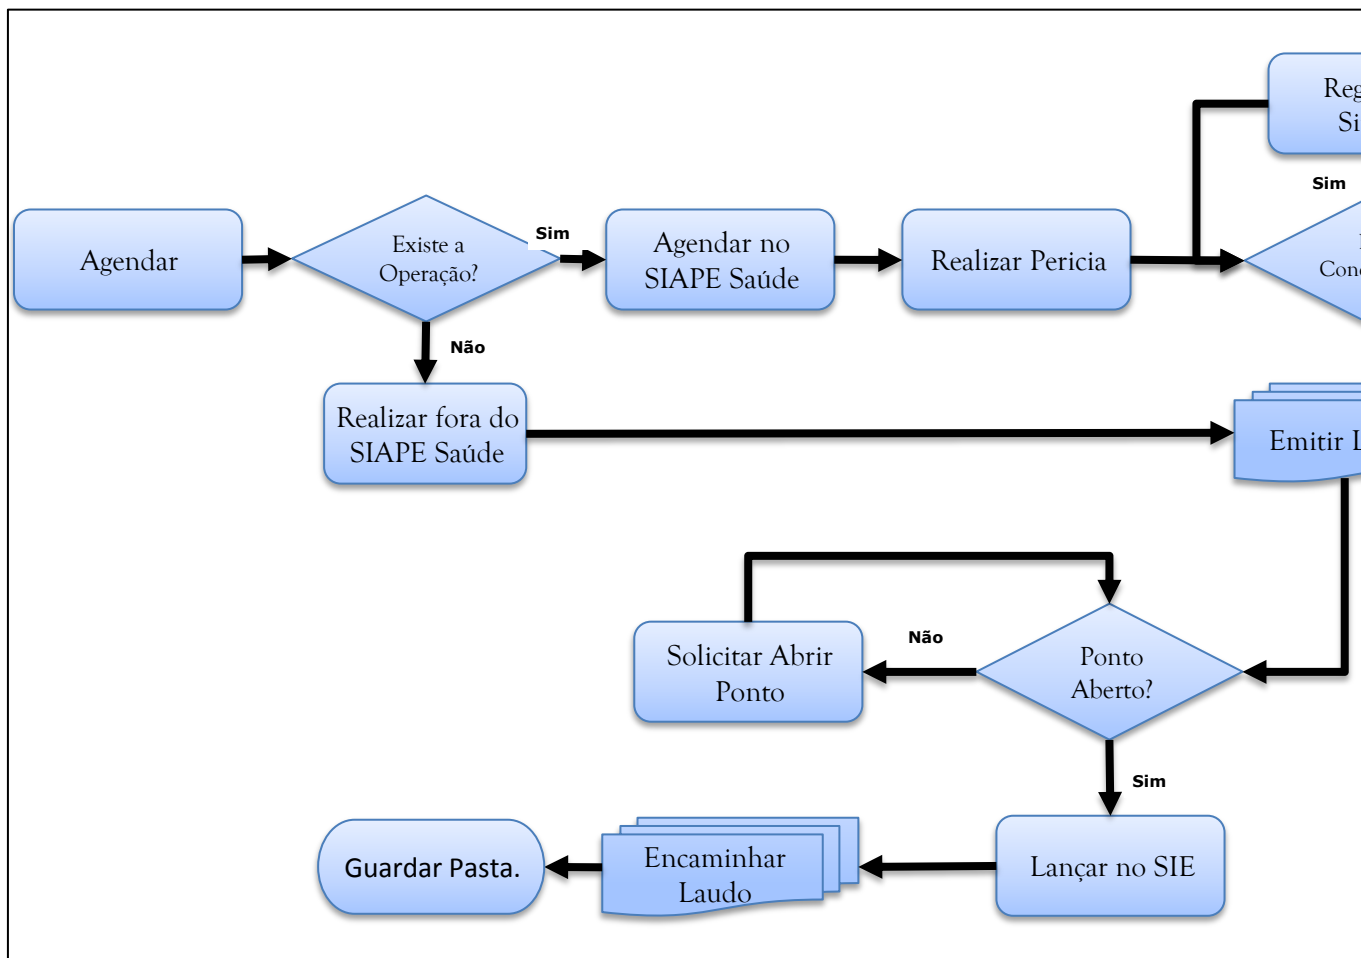 Sim
Agendar
Existe a
Operação?
Sim
Agendar no
SIAPE Saúde
Realizar Pericia
Não
Realizar fora do
SIAPE Saúde
Emitir
Solicitar Abrir
Ponto
Não
Ponto
Aberto?
Sim
Guardar Pasta.
Encaminhar
Laudo
Lançar no SIE